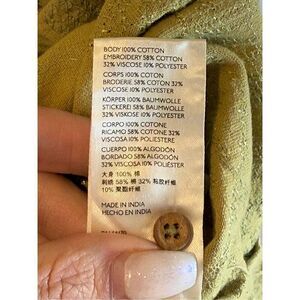 BODY 100% COTTON
EMBROIDERY 58% COTTON
32% VISCOSE 10% POLYESTER
CORPS 100% COTON
BRODERIE 58% COTON 32%
VISCOSE 10% POLYESTER
KÖRPER 100% BAUMWOLLE
STICKEREI 58% BAUMWOLLE
32% VISKOSE 10% POLYESTER
CORPO 100% COTONE
RICAMO 58% COTONE 32%
VISCOSA 10% POLIESTERE
CUERPO 100% ALGODÓN
BORDADO 58% ALGODÓN
32% VISCOSA 10% POLIÉSTER
大身 100% 棉
刺绣 58% 棉 32% 粘胶纤维
10% 聚酯纤维
MADE IN INDIA
HECHO EN INDIA